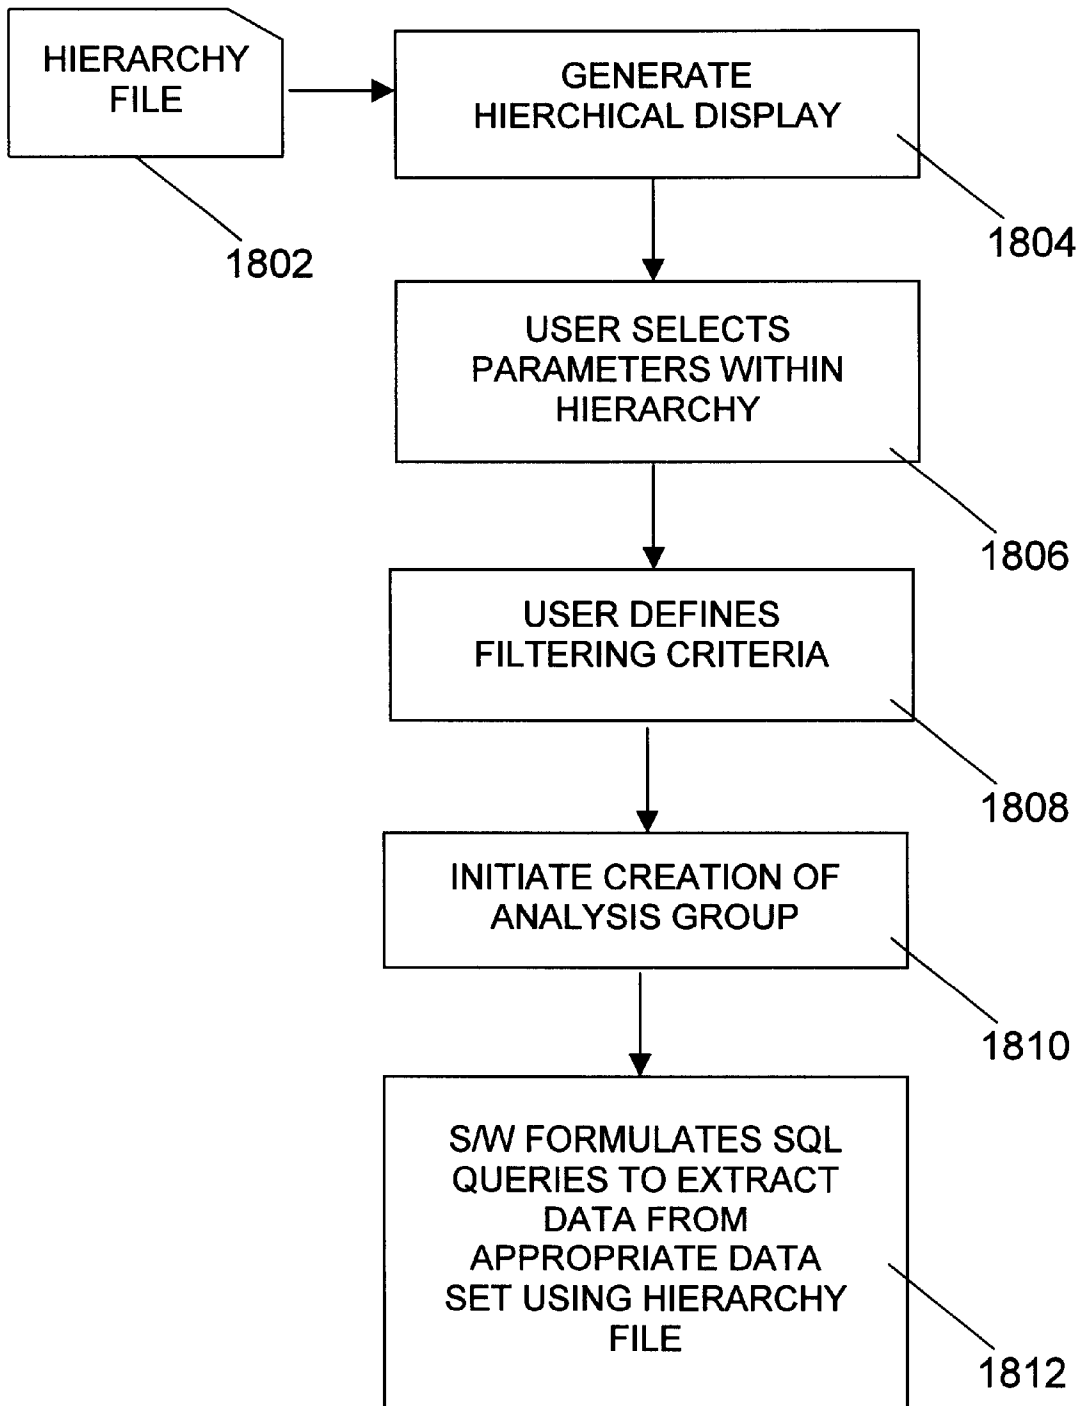 HIERARCHY
FILE
1802
GENERATE
HIERCHICAL DISPLAY
1804
USER SELECTS
PARAMETERS WITHIN
HIERARCHY
1806
USER DEFINES
FILTERING CRITERIA
1808
INITIATE CREATION OF
ANALYSIS GROUP
1810
S/W FORMULATES SQL
QUERIES TO EXTRACT
DATA FROM
APPROPRIATE DATA
SET USING HIERARCHY
FILE
1812